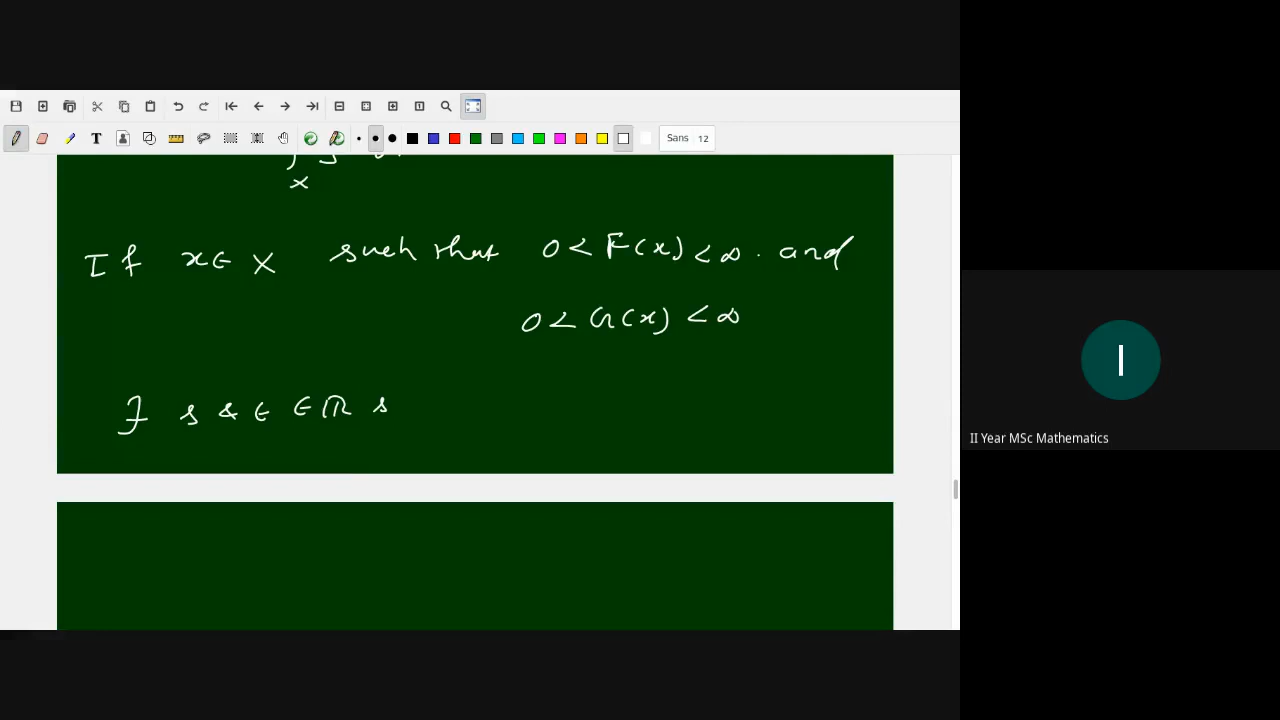 Sans 12
x
If x ∈ X such that 0 < F(x) < ∞ . and
0 < G(x) < ∞
∃ s & t ∈ ℝ s
I
II Year MSc Mathematics